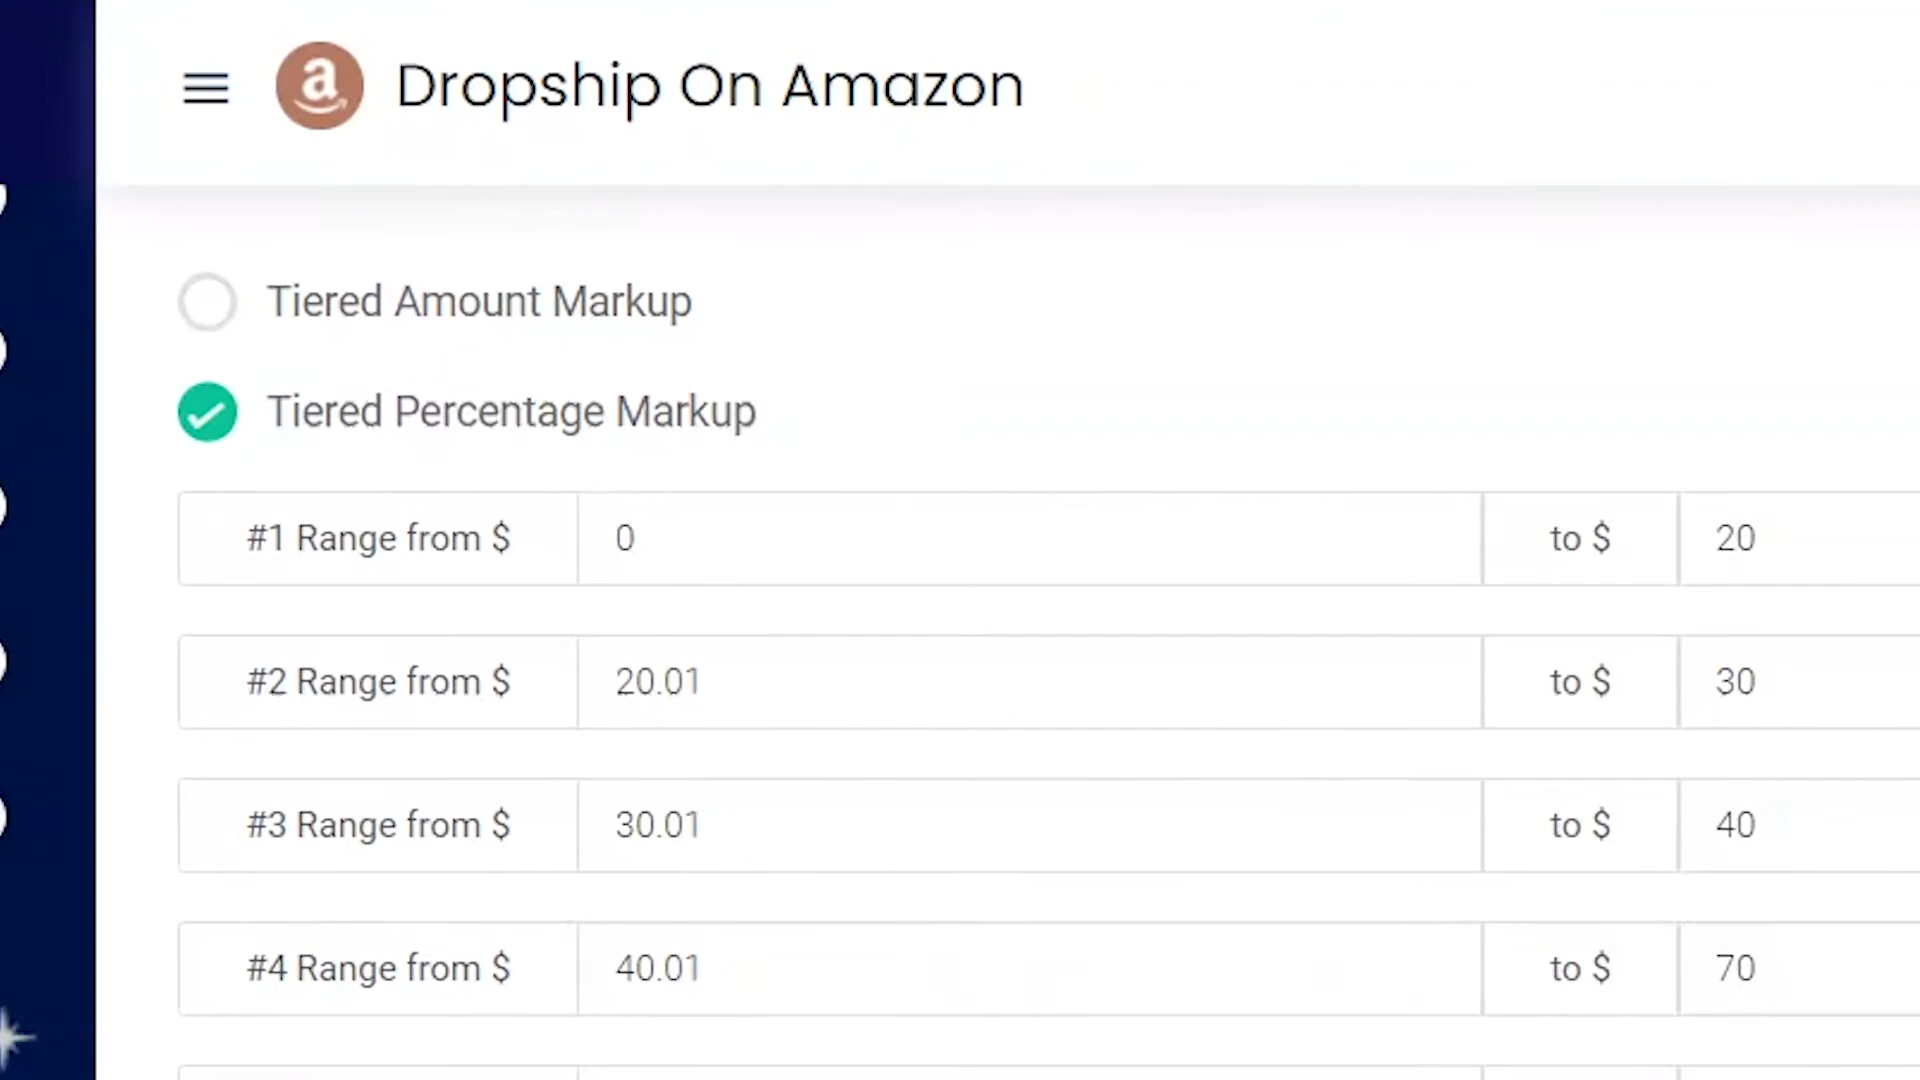 Dropship On Amazon
Tiered Amount Markup
Tiered Percentage Markup
#1 Range from $ 0 to $ 20
#2 Range from $ 20.01 to $ 30
#3 Range from $ 30.01 to $ 40
#4 Range from $ 40.01 to $ 70